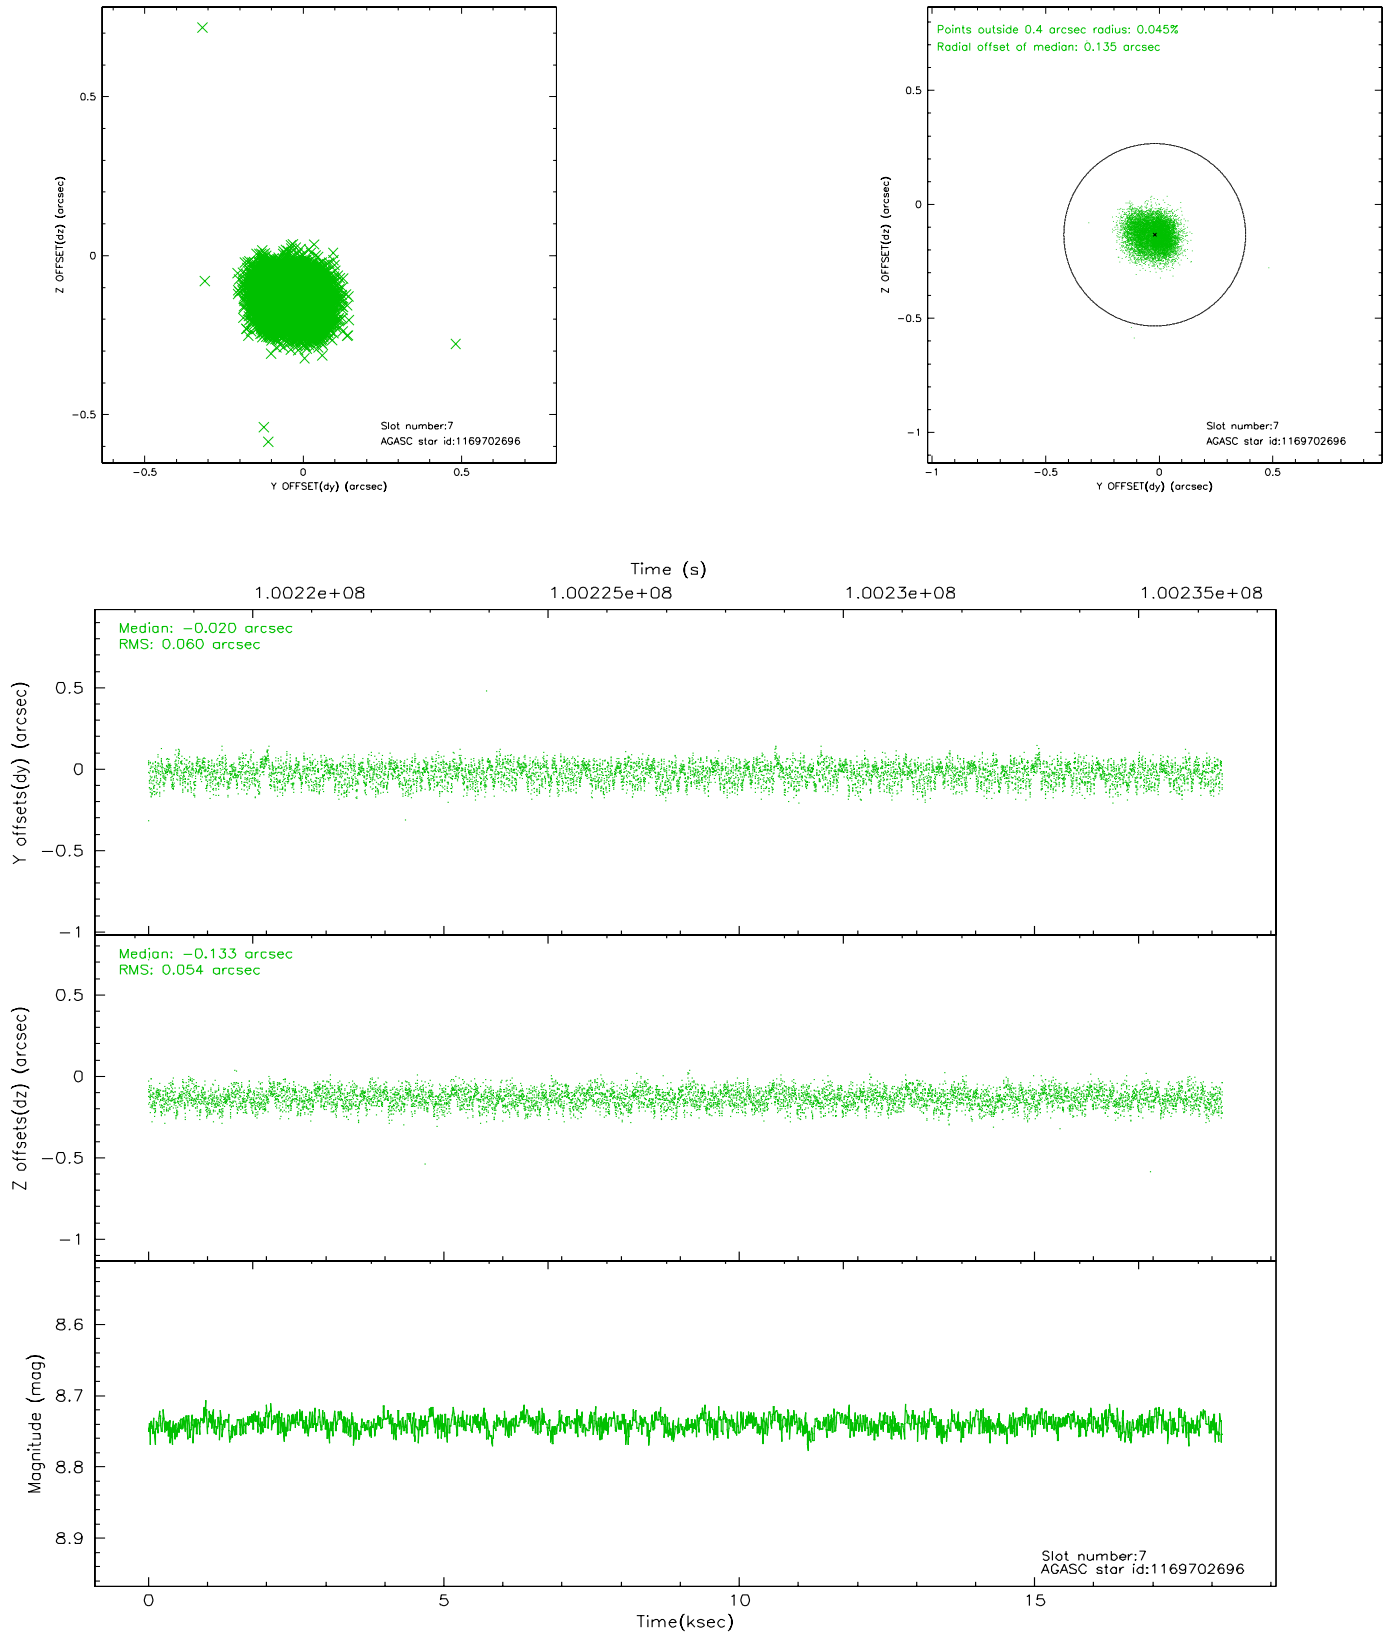 0.5
0
−0.5
Z OFFSET(dz) (arcsec)
Slot number:7
AGASC star id:1169702696
−0.5
0
0.5
Y OFFSET(dy) (arcsec)
Points outside 0.4 arcsec radius: 0.045%
Radial offset of median: 0.135 arcsec
0.5
0
−0.5
−1
Z OFFSET(dz) (arcsec)
Slot number:7
AGASC star id:1169702696
−1
−0.5
0
0.5
Y OFFSET(dy) (arcsec)
Time (s)
1.0022e+08
1.00225e+08
1.0023e+08
1.00235e+08
Median: −0.020 arcsec
RMS: 0.060 arcsec
0.5
0
−0.5
−1
Y offsets(dy) (arcsec)
Median: −0.133 arcsec
RMS: 0.054 arcsec
0.5
0
−0.5
−1
Z offsets(dz) (arcsec)
8.6
8.7
8.8
8.9
Magnitude (mag)
Slot number:7
AGASC star id:1169702696
0
5
10
15
Time(ksec)